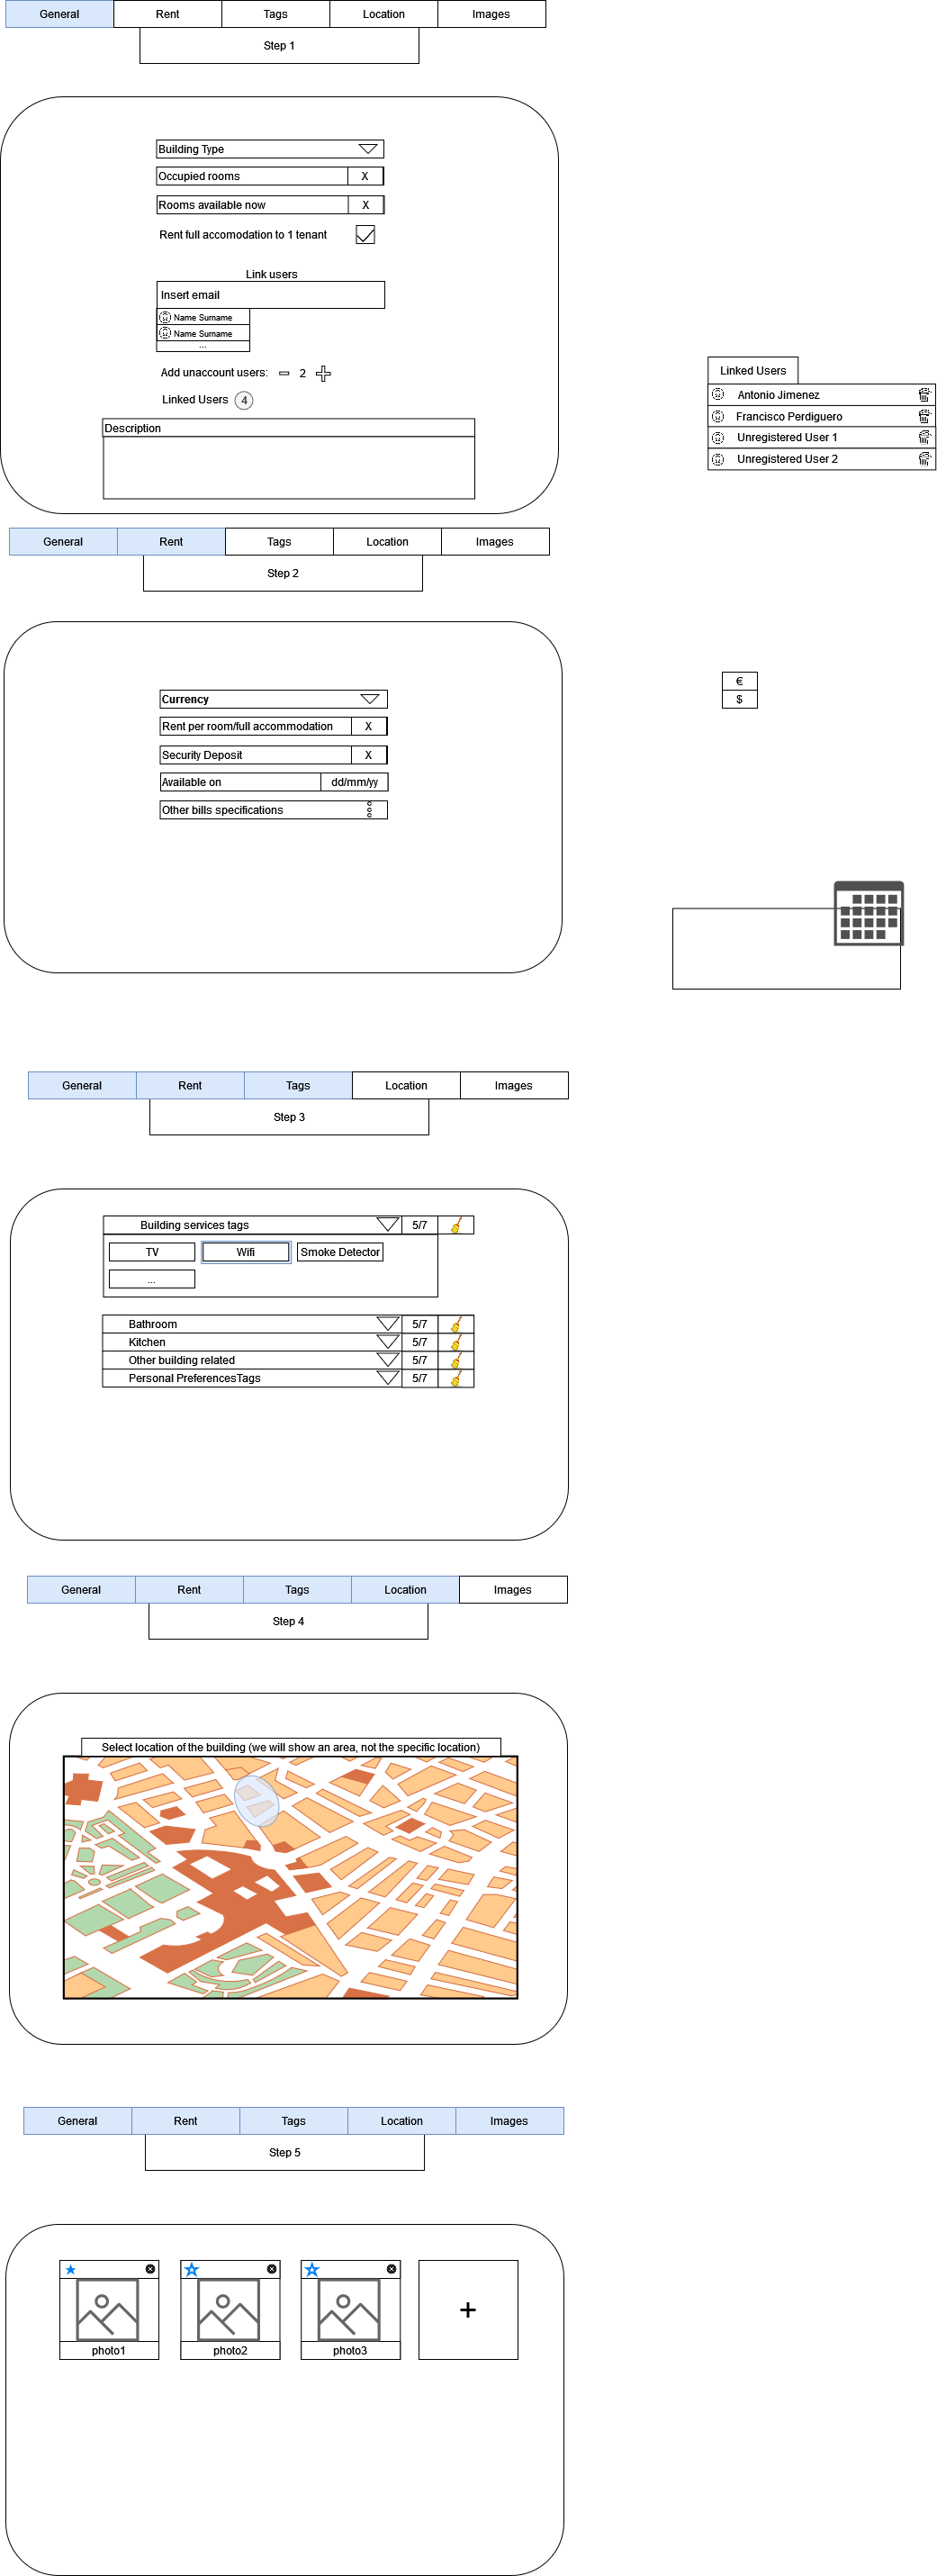 General Rent Tags Location Images
Step 1
Building Type
Occupied rooms X
Rooms available now X
Rent full accomodation to 1 tenant
Link users
Insert email
Name Surname
Name Surname
...
Add unaccount users: 2
Linked Users 4
Description
Linked Users
Antonio Jimenez
Francisco Perdiguero
Unregistered User 1
Unregistered User 2
General Rent Tags Location Images
Step 2
Currency
Rent per room/full accommodation X
Security Deposit X
Available on dd/mm/yy
Other bills specifications
€
$
General Rent Tags Location Images
Step 3
Building services tags 5/7
TV Wifi Smoke Detector
...
Bathroom 5/7
Kitchen 5/7
Other building related 5/7
Personal PreferencesTags 5/7
General Rent Tags Location Images
Step 4
Select location of the building (we will show an area, not the specific location)
General Rent Tags Location Images
Step 5
photo1 photo2 photo3 +